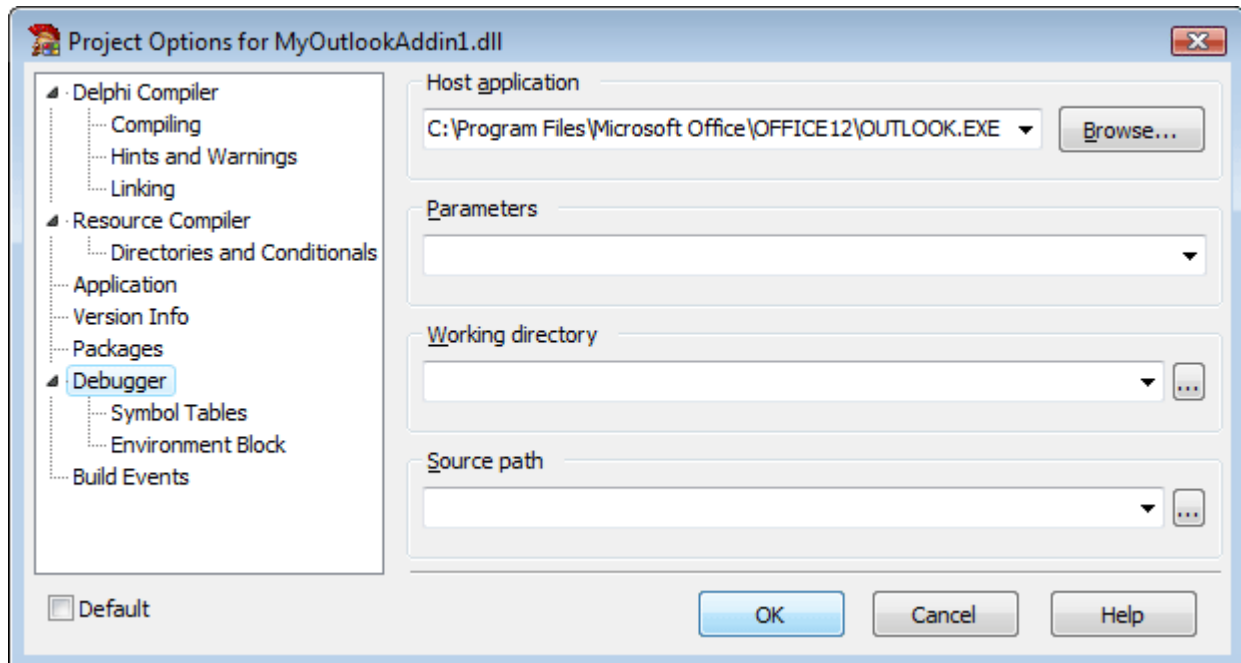 Project Options for MyOutlookAddin1.dll
Delphi Compiler
Compiling
Hints and Warnings
Linking
Resource Compiler
Directories and Conditionals
Application
Version Info
Packages
Debugger
Symbol Tables
Environment Block
Build Events
Host application
C:\Program Files\Microsoft Office\OFFICE12\OUTLOOK.EXE
Browse...
Parameters
Working directory
...
Source path
...
Default
OK
Cancel
Help